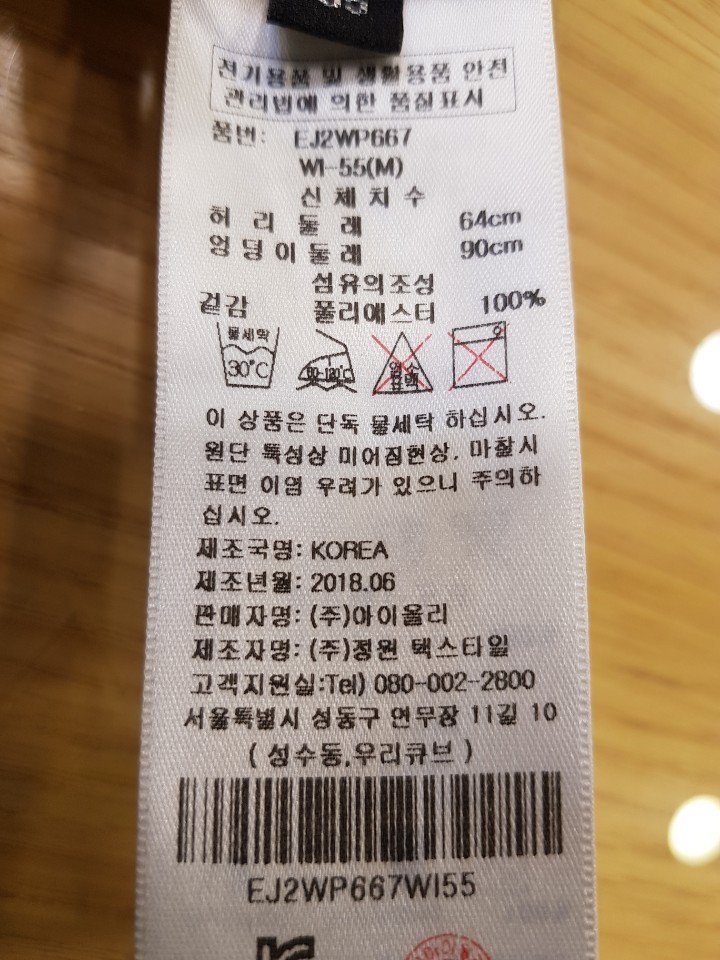 전기용품 및 생활용품 안전
관리법에 의한 품질표시
품번: EJ2WP667
WI-55(M)
신체치수
허리둘레 64cm
엉덩이둘레 90cm
섬유의조성
겉감 폴리에스터 100%
물세탁
30°C 염소
표백
이 상품은 단독 물세탁 하십시오.
원단 특성상 미어짐현상, 마찰시
표면 이염 우려가 있으니 주의하
십시오.
제조국명: KOREA
제조년월: 2018.06
판매자명: (주)아이올리
제조자명: (주)정원 텍스타일
고객지원실:Tel) 080-002-2800
서울특별시 성동구 연무장 11길 10
(성수동,우리큐브)
EJ2WP667WI55